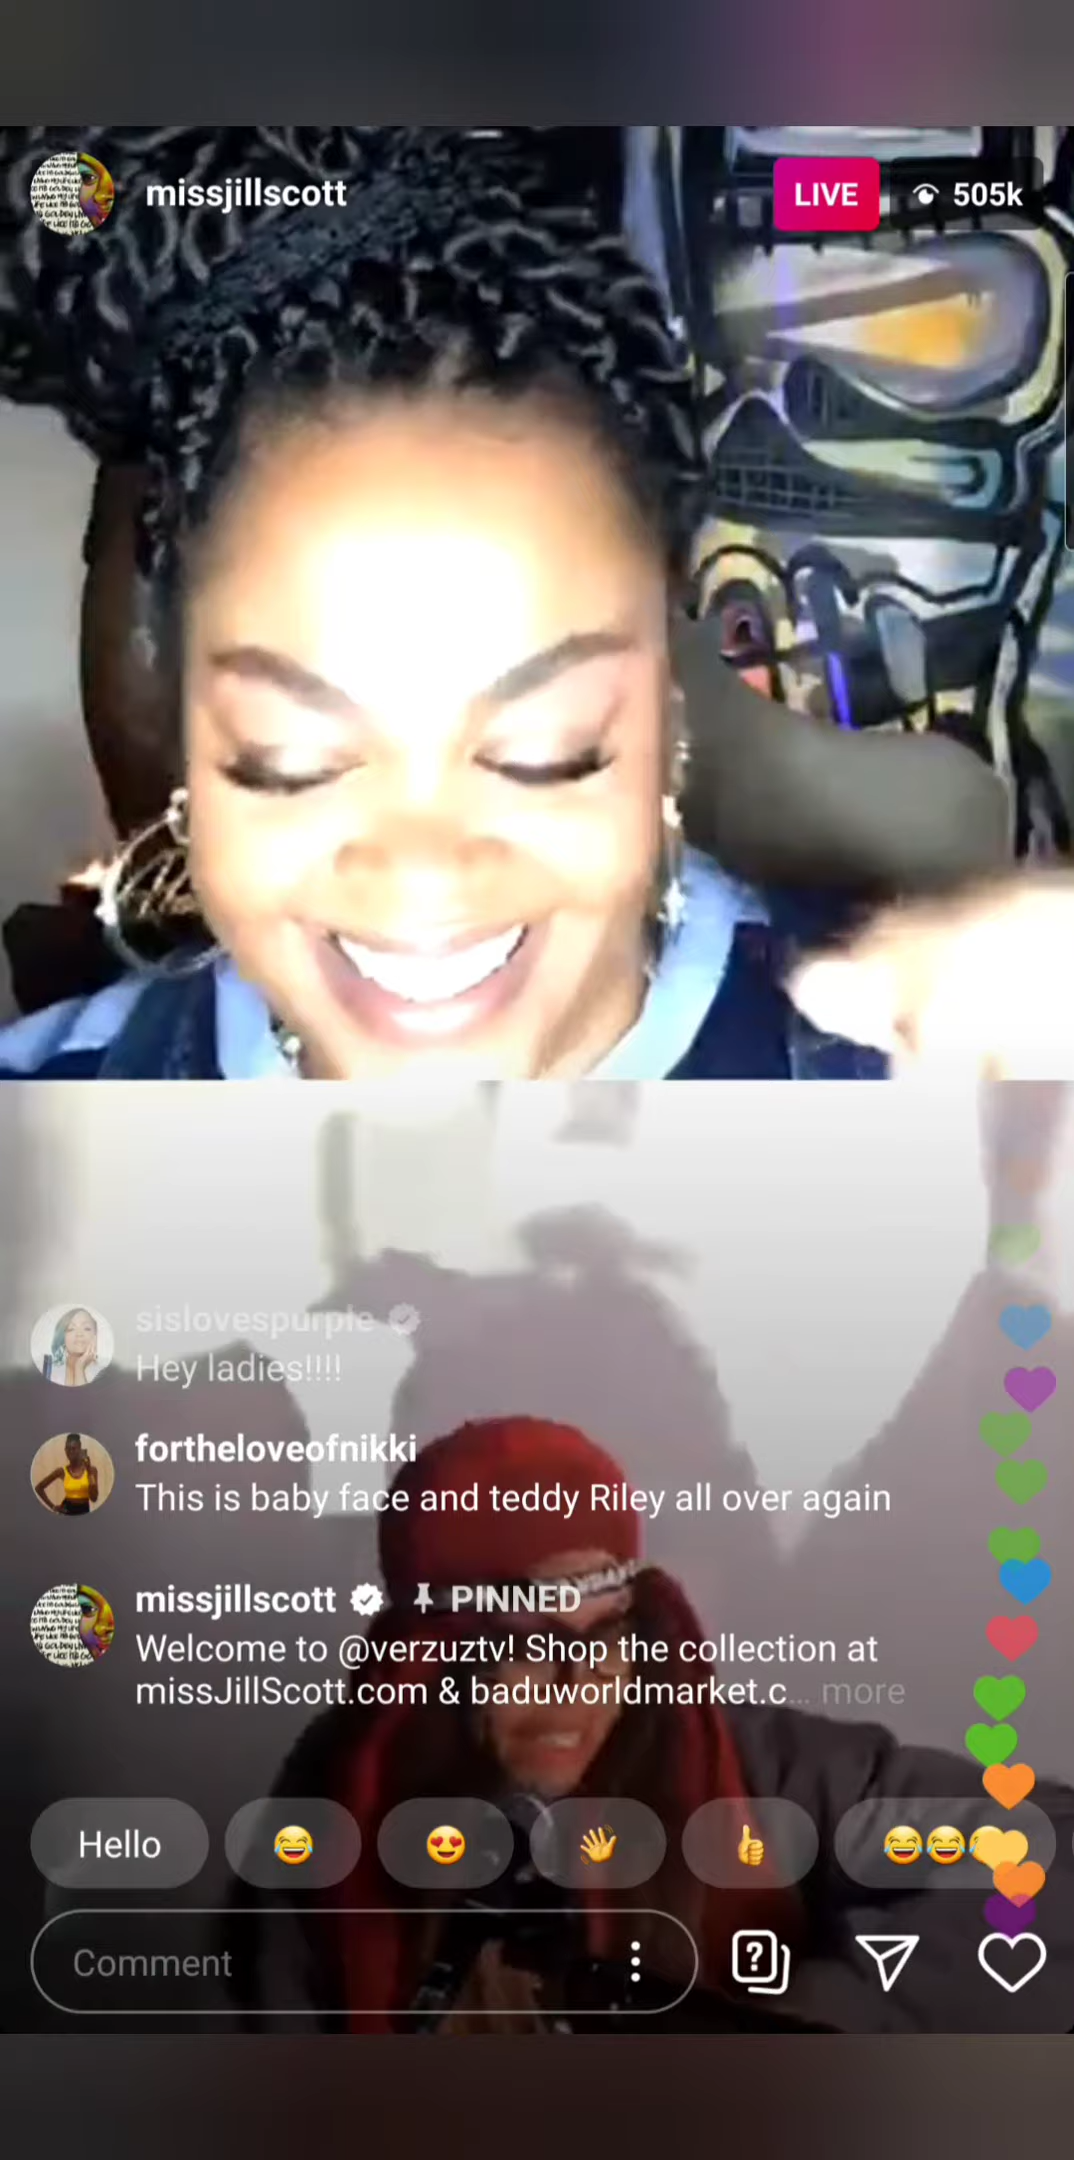 missjillscott
LIVE
505k
sislovespurple
Hey ladies!!!!
fortheloveofnikki
This is baby face and teddy Riley all over again
missjillscott PINNED
Welcome to @verzuztv! Shop the collection at
missJillScott.com & baduworldmarket.c... more
Hello
Comment